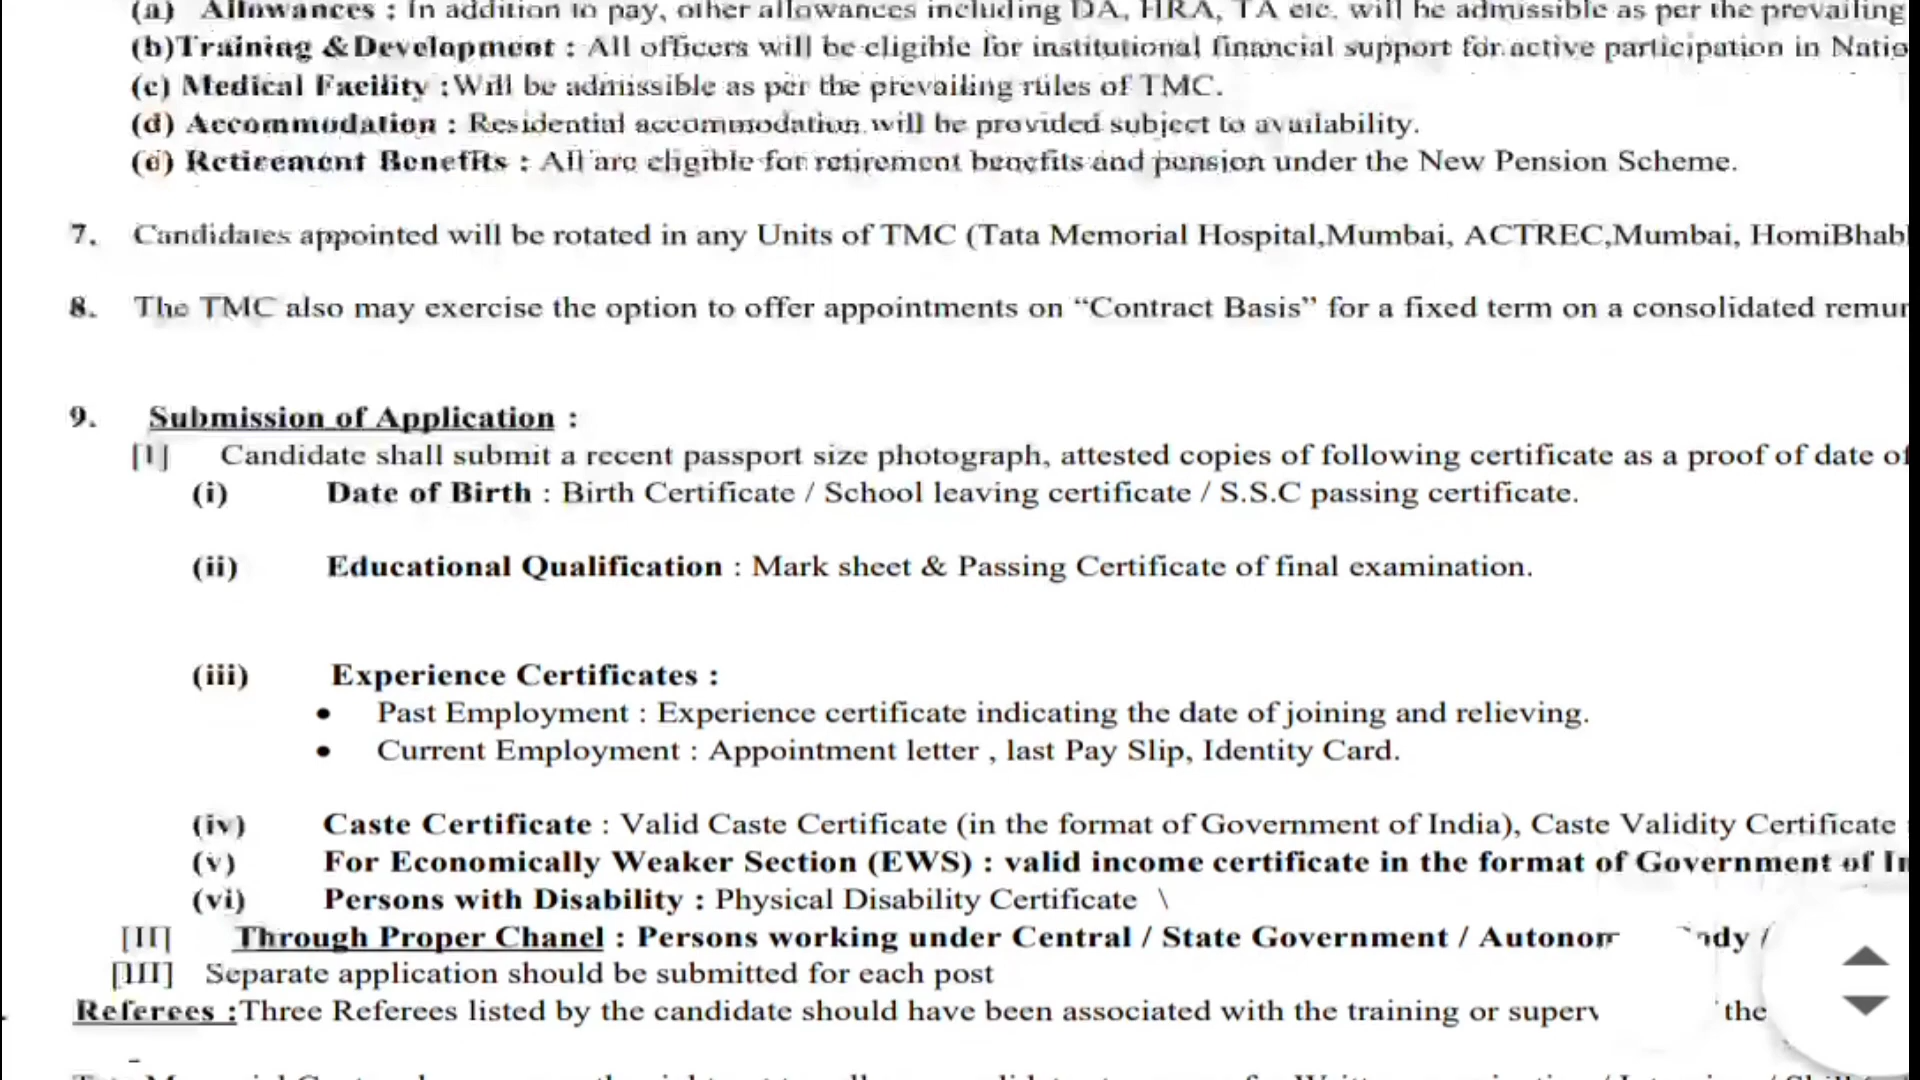 (a) Allowances : In addition to pay, other allowances including DA, HRA, TA etc. will be admissible as per the prevailing
(b)Training &Development : All officers will be eligible for institutional financial support for active participation in Natio
(c) Medical Facility :Will be admissible as per the prevailing rules of TMC.
(d) Accommodation : Residential accommodation will be provided subject to availability.
(e) Retirement Benefits : All are eligible for retirement benefits and pension under the New Pension Scheme.
7. Candidates appointed will be rotated in any Units of TMC (Tata Memorial Hospital,Mumbai, ACTREC,Mumbai, HomiBhab
8. The TMC also may exercise the option to offer appointments on “Contract Basis” for a fixed term on a consolidated remun
9. Submission of Application :
[I] Candidate shall submit a recent passport size photograph, attested copies of following certificate as a proof of date of
(i) Date of Birth : Birth Certificate / School leaving certificate / S.S.C passing certificate.
(ii) Educational Qualification : Mark sheet & Passing Certificate of final examination.
(iii) Experience Certificates :
• Past Employment : Experience certificate indicating the date of joining and relieving.
• Current Employment : Appointment letter , last Pay Slip, Identity Card.
(iv) Caste Certificate : Valid Caste Certificate (in the format of Government of India), Caste Validity Certificate
(v) For Economically Weaker Section (EWS) : valid income certificate in the format of Government of In
(vi) Persons with Disability : Physical Disability Certificate \
[II] Through Proper Chanel : Persons working under Central / State Government / Autonom ody /
[III] Separate application should be submitted for each post
Referees :Three Referees listed by the candidate should have been associated with the training or superv the